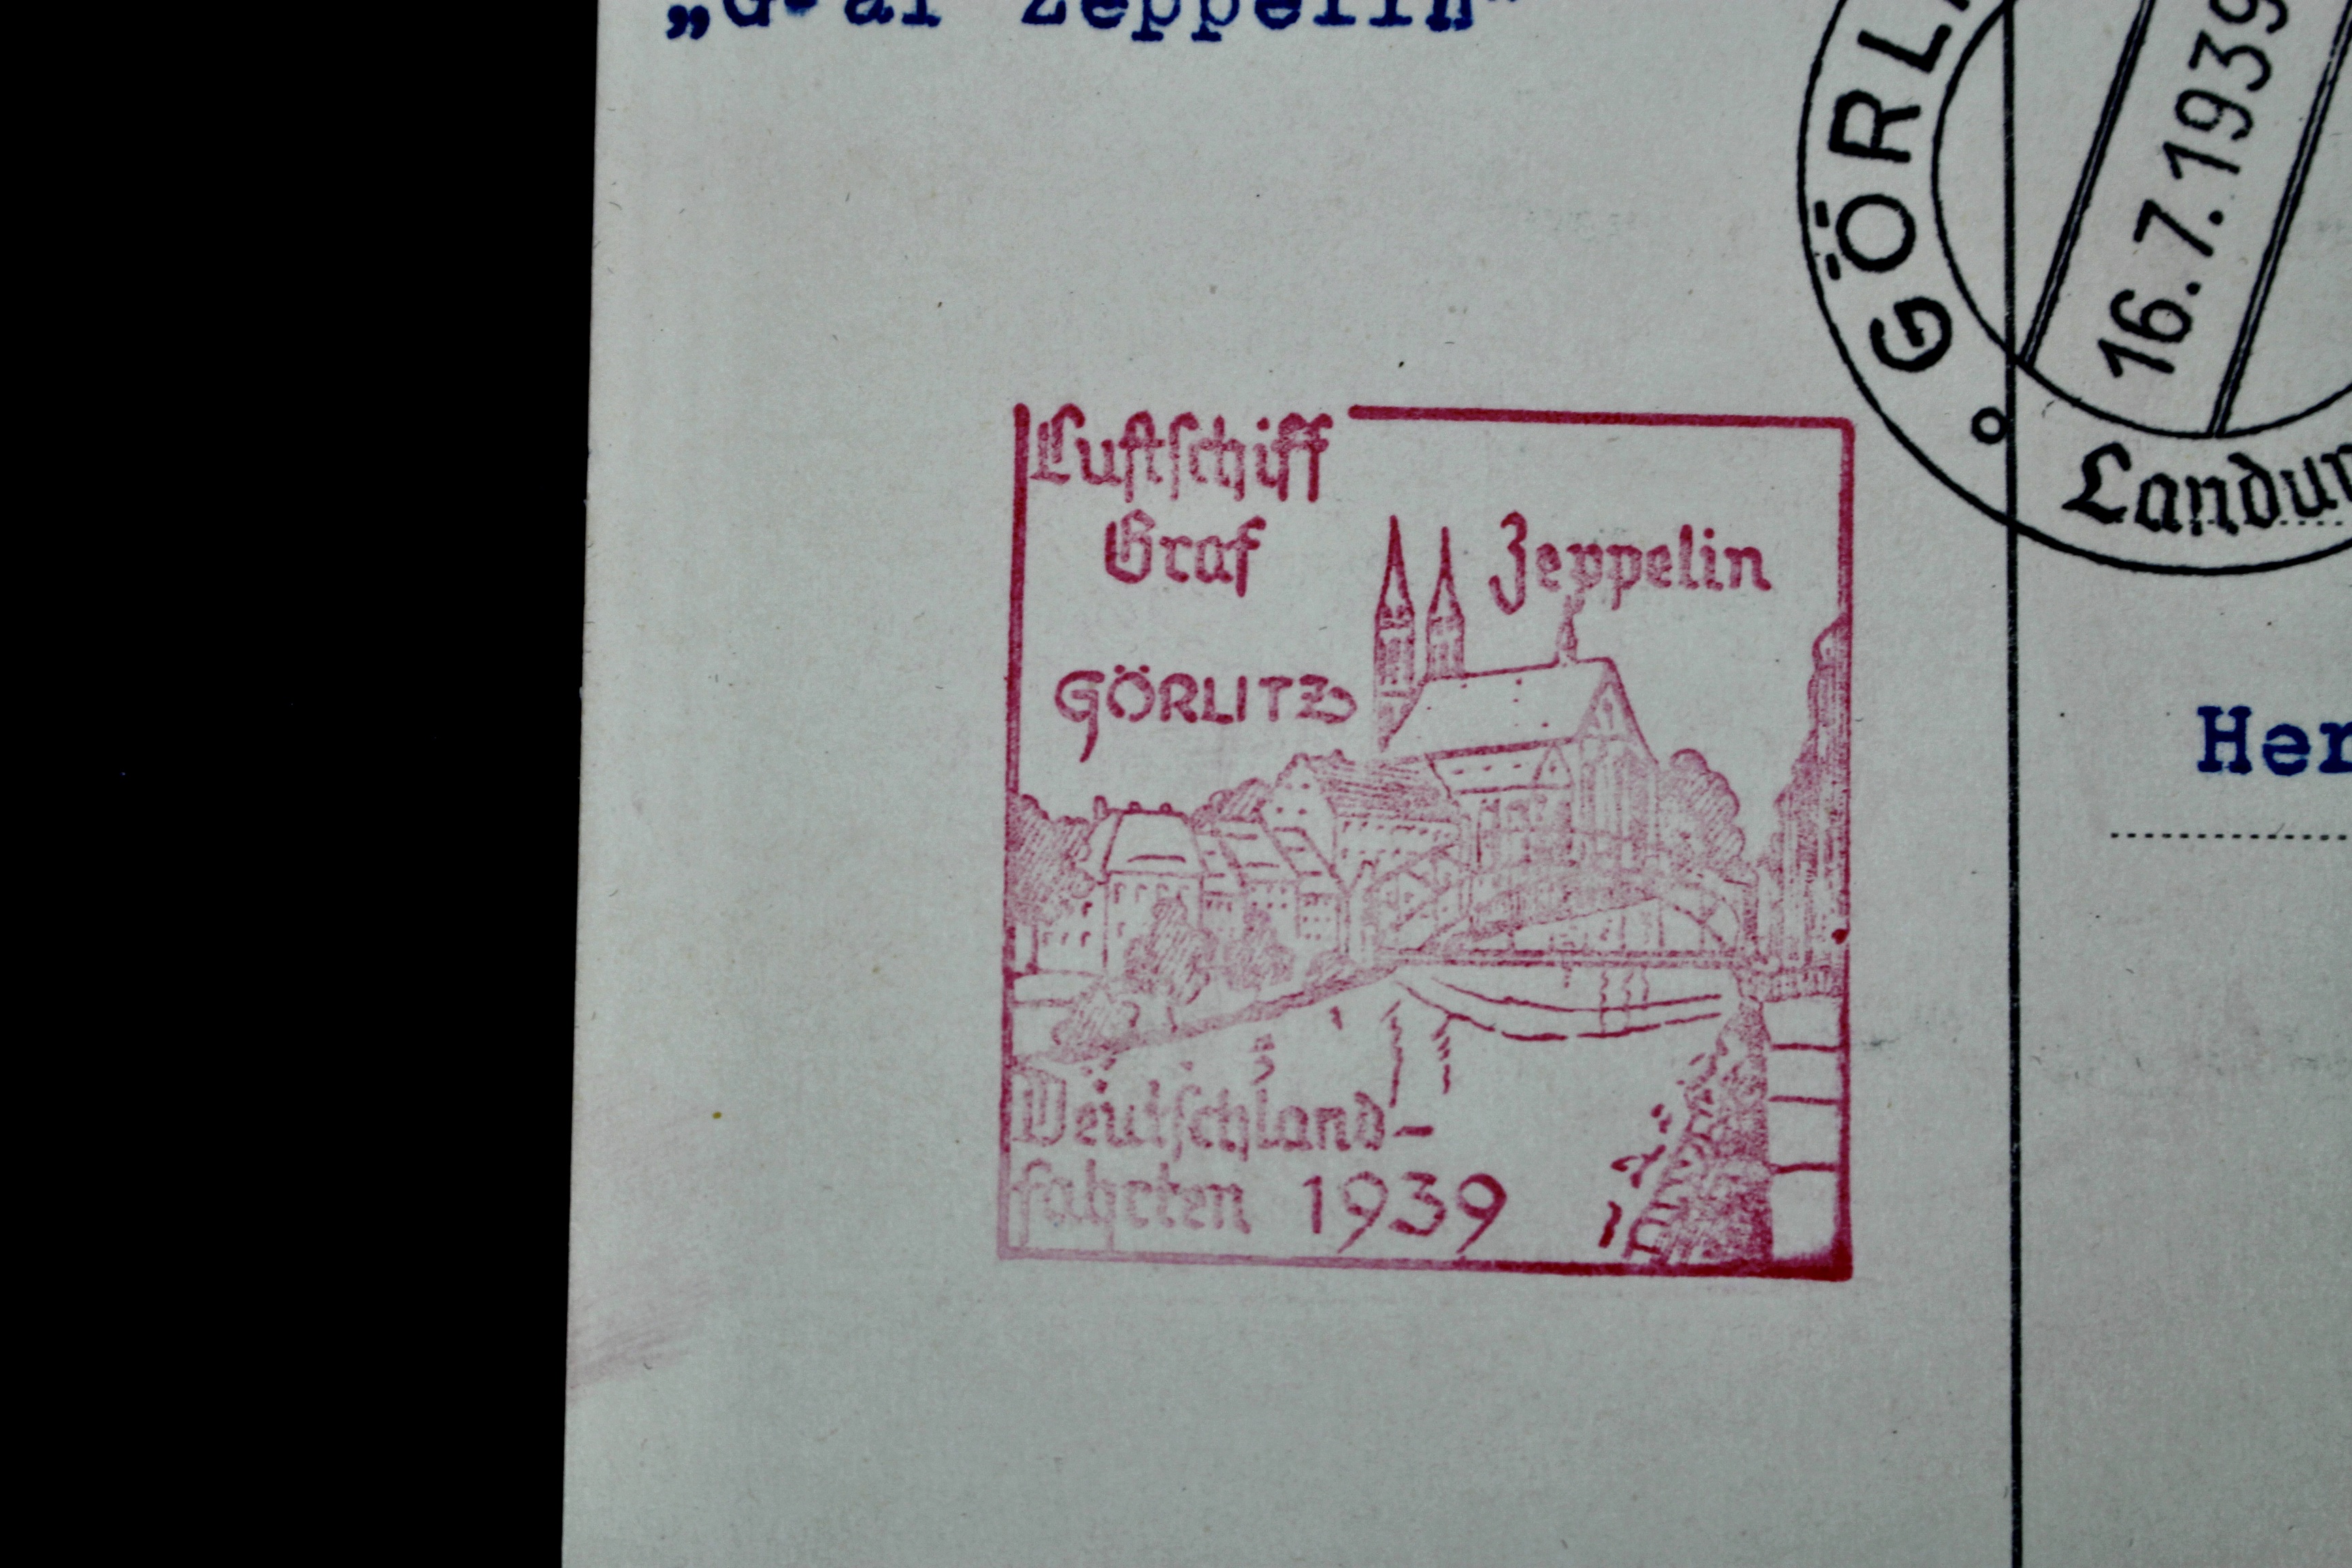 „Graf Zeppelin“
GÖRL
16.7.1939
Landun
Luftschiff
Graf Zeppelin
GÖRLITZ
Her
Deutschland-
fahrten 1939